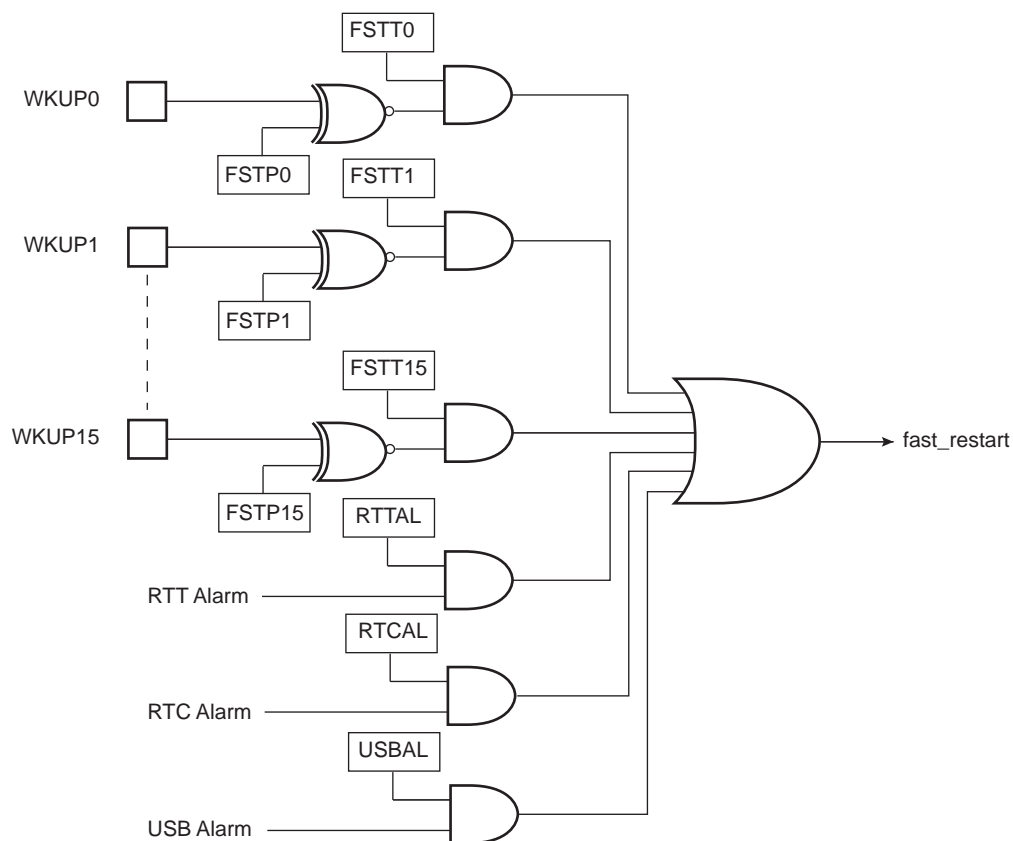 FSTT0
WKUP0
FSTP0
FSTT1
WKUP1
FSTP1
FSTT15
WKUP15
fast_restart
FSTP15
RTTAL
RTT Alarm
RTCAL
RTC Alarm
USBAL
USB Alarm